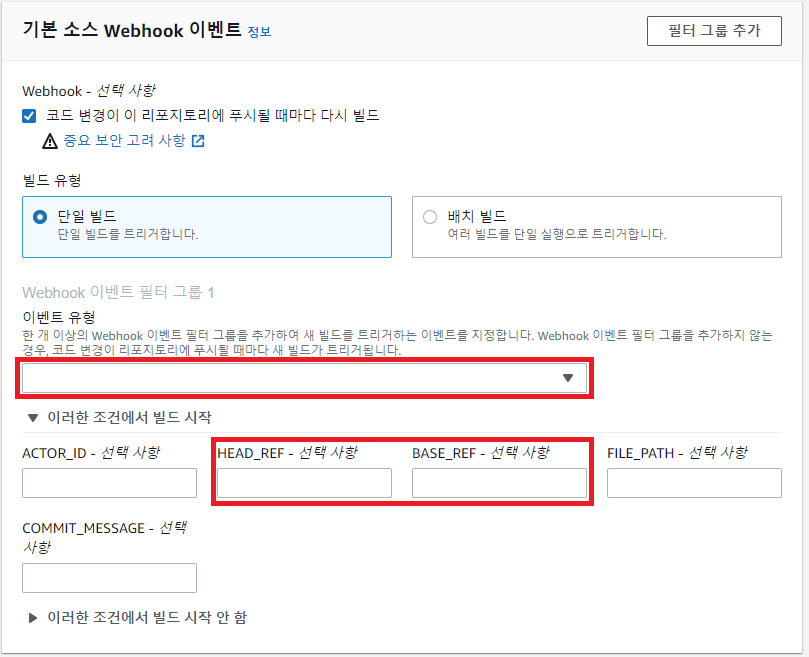 기본 소스 Webhook 이벤트 정보
필터 그룹 추가
Webhook - 선택 사항
코드 변경이 이 리포지토리에 푸시될 때마다 다시 빌드
중요 보안 고려 사항
빌드 유형
단일 빌드
단일 빌드를 트리거합니다.
배치 빌드
여러 빌드를 단일 실행으로 트리거합니다.
Webhook 이벤트 필터 그룹 1
이벤트 유형
한 개 이상의 Webhook 이벤트 필터 그룹을 추가하여 새 빌드를 트리거하는 이벤트를 지정합니다. Webhook 이벤트 필터 그룹을 추가하지 않는
경우, 코드 변경이 리포지토리에 푸시될 때마다 새 빌드가 트리거됩니다.
이러한 조건에서 빌드 시작
ACTOR_ID - 선택 사항
HEAD_REF - 선택 사항
BASE_REF - 선택 사항
FILE_PATH - 선택 사항
COMMIT_MESSAGE - 선택
사항
이러한 조건에서 빌드 시작 안 함